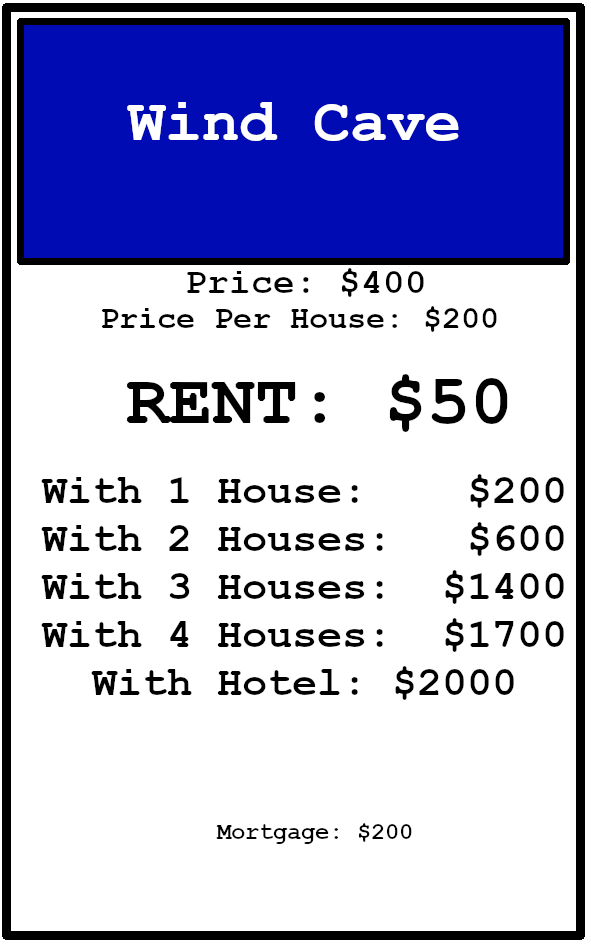 Wind Cave
Price: $400
Price Per House: $200
RENT: $50
With 1 House: $200
With 2 Houses: $600
With 3 Houses: $1400
With 4 Houses: $1700
With Hotel: $2000
Mortgage: $200